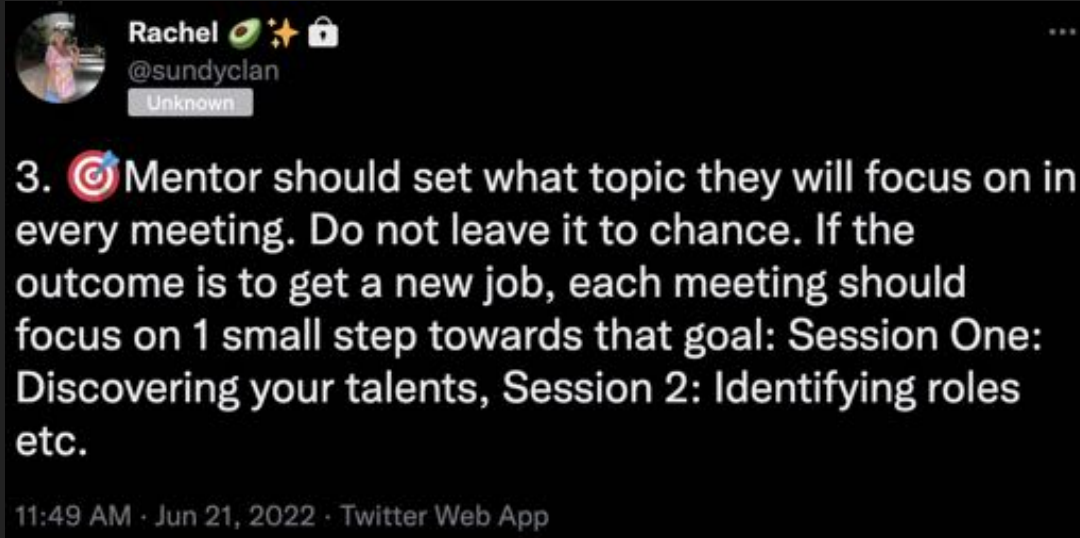 Rachel 🥑✨🔒
@sundyclan
Unknown
3. 🎯Mentor should set what topic they will focus on in
every meeting. Do not leave it to chance. If the
outcome is to get a new job, each meeting should
focus on 1 small step towards that goal: Session One:
Discovering your talents, Session 2: Identifying roles
etc.
11:49 AM · Jun 21, 2022 · Twitter Web App